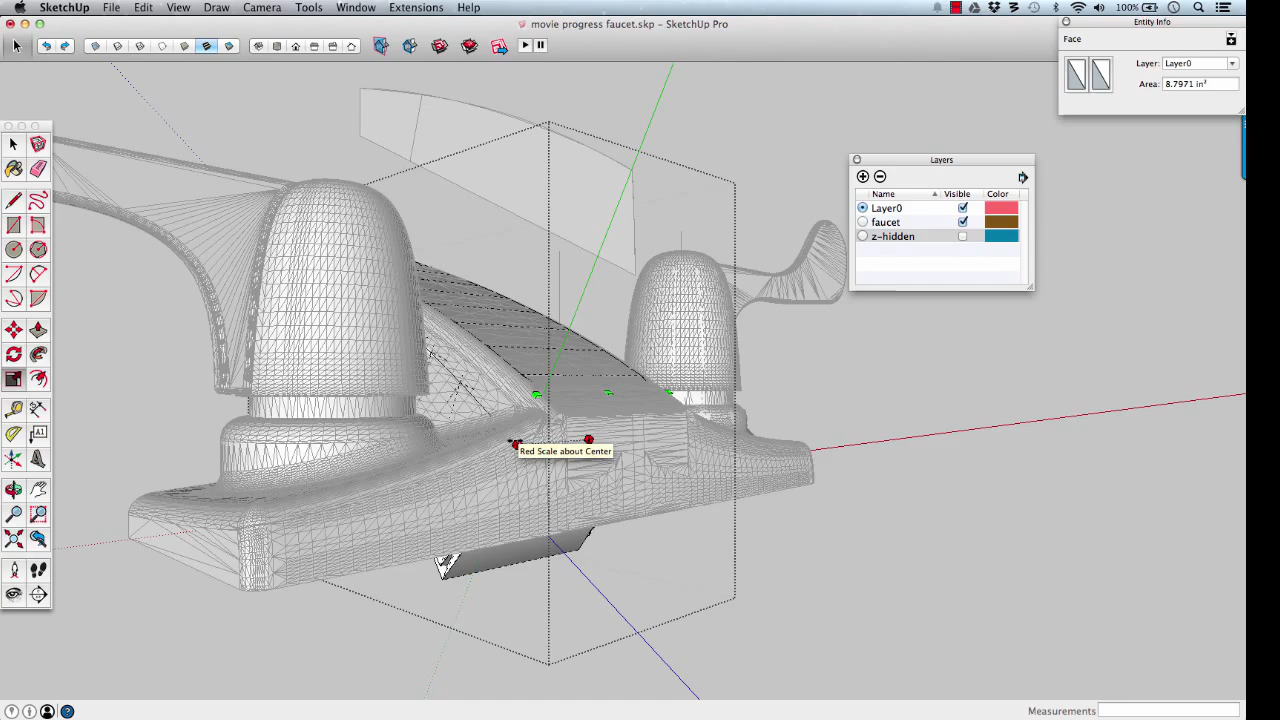 SketchUp File Edit View Draw Camera Tools Window Extensions Help
100%
movie progress faucet.skp - SketchUp Pro
Entity Info
Face
Layer: Layer0
Area: 8.7971 in²
Layers
Name Visible Color
Layer0
faucet
z-hidden
A1
Red Scale about Center
Measurements